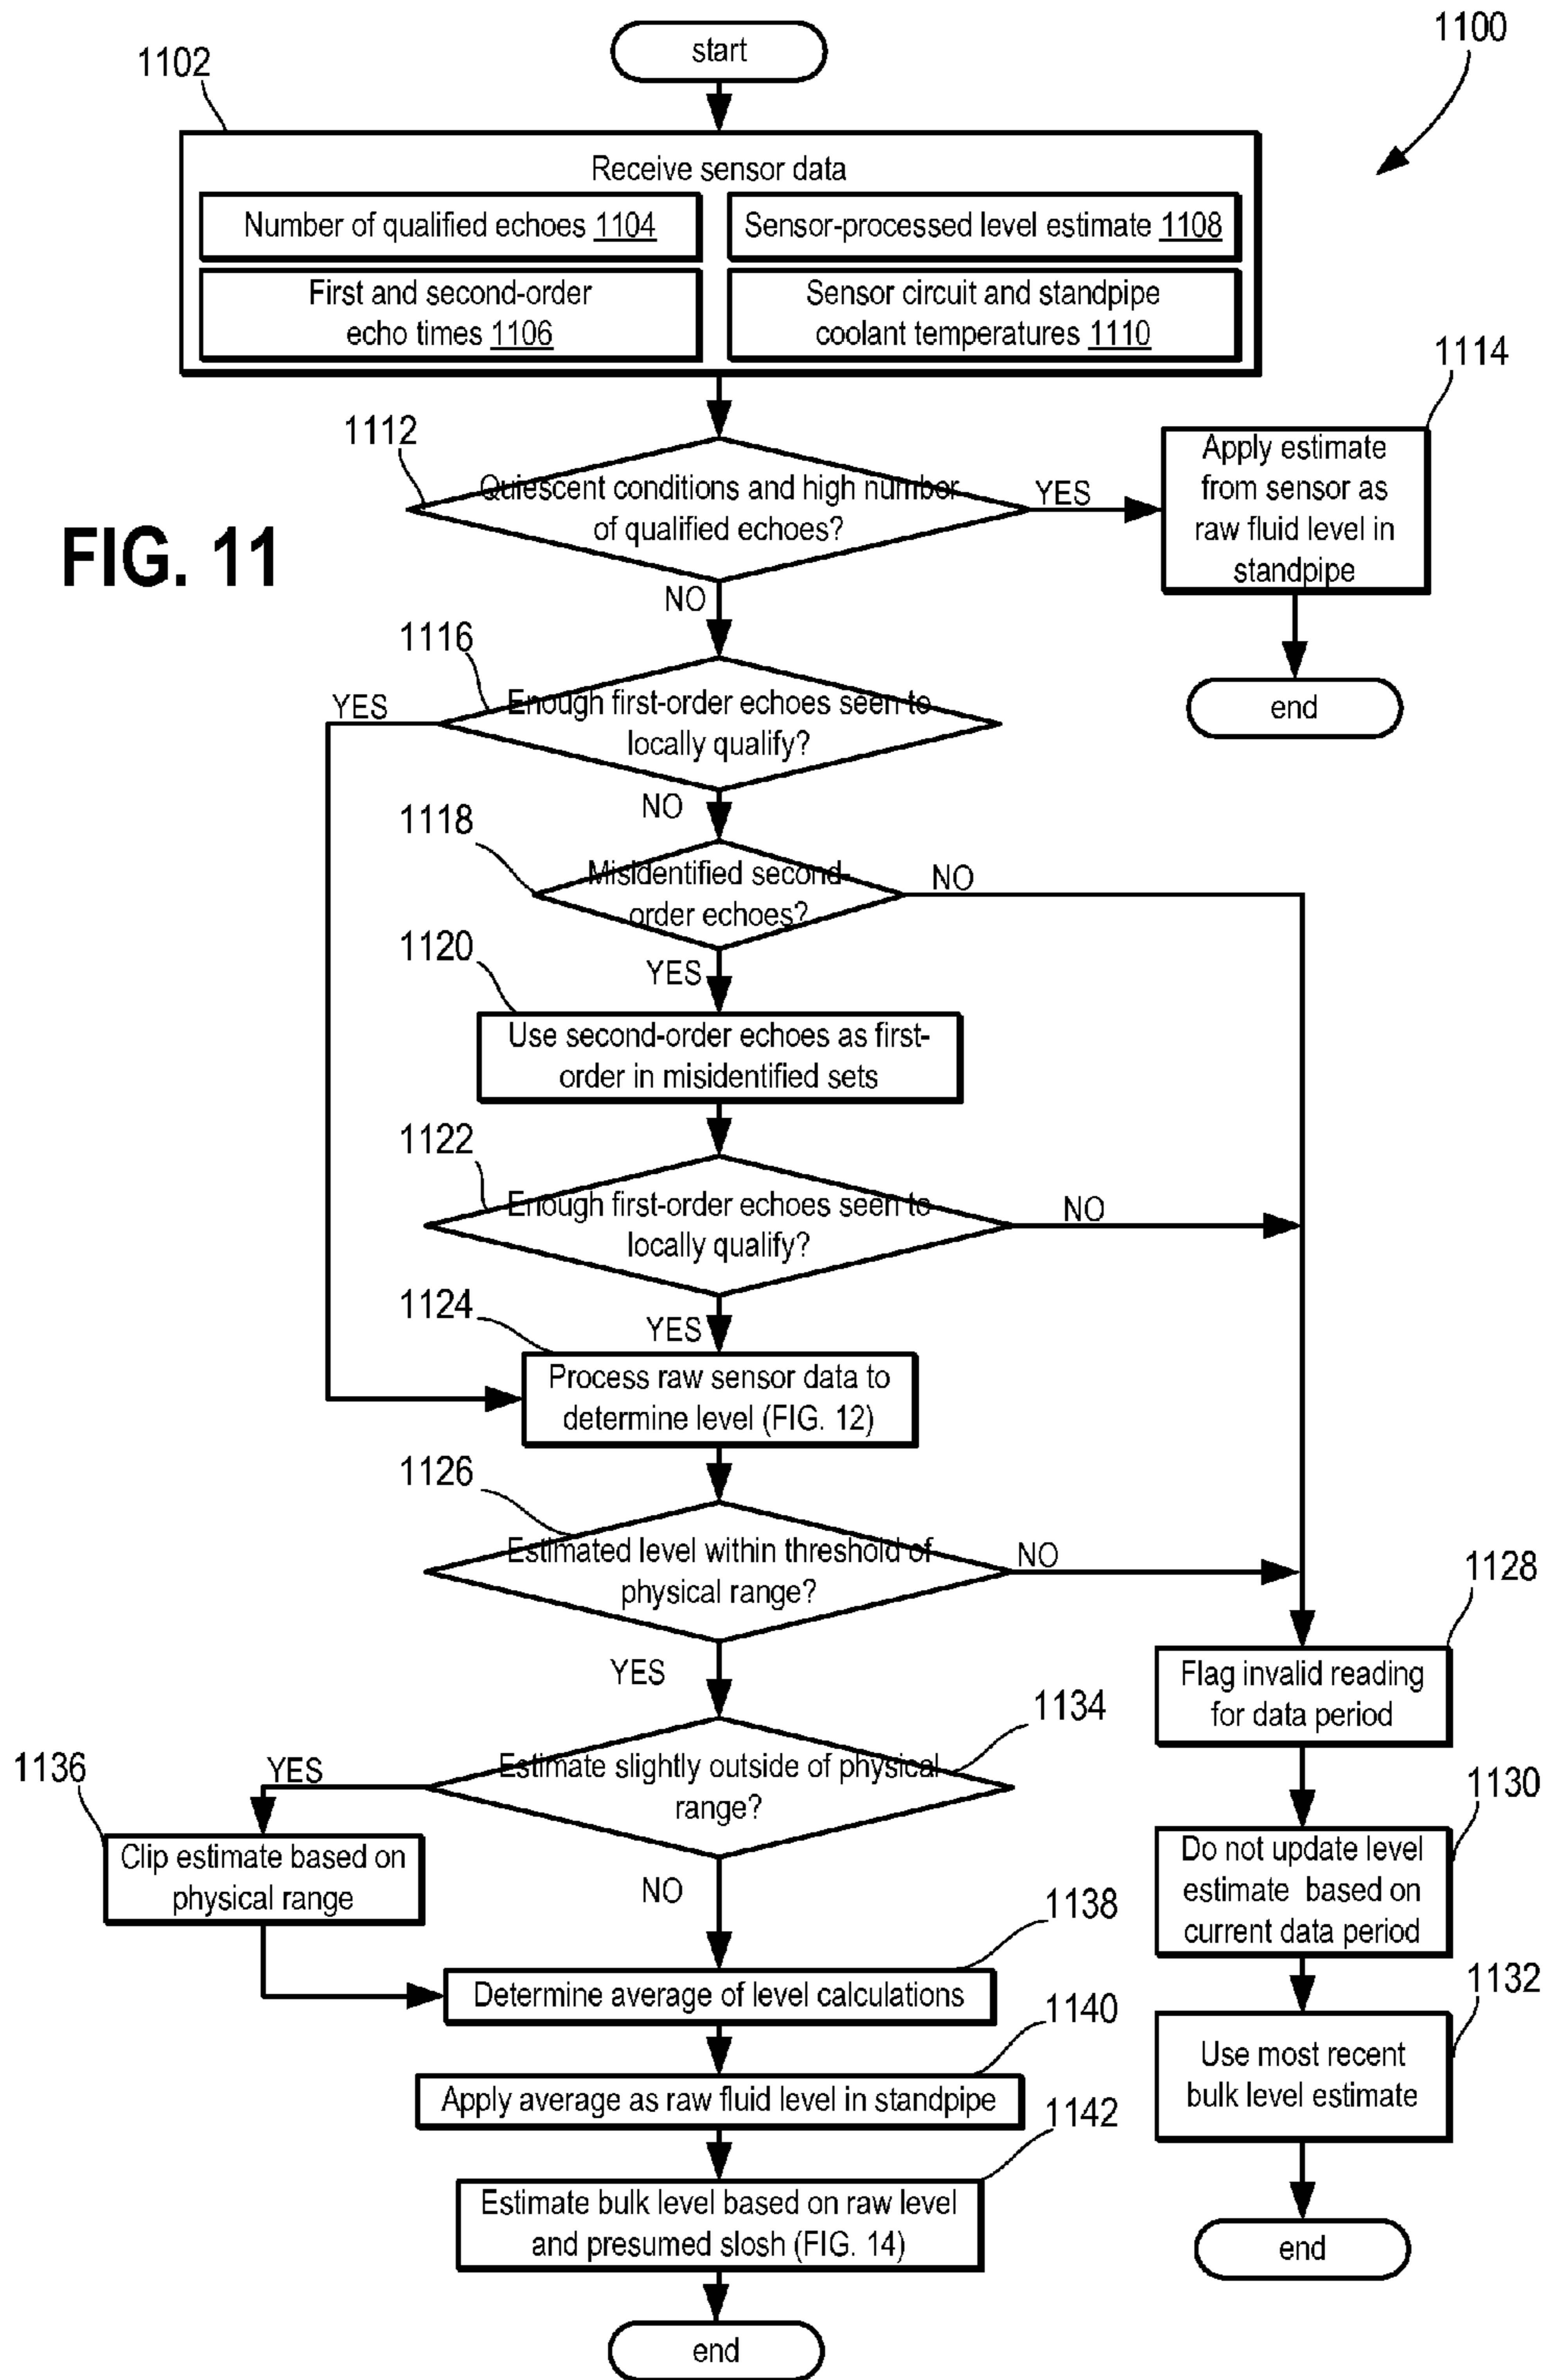 start
1100
1102
Receive sensor data
Number of qualified echoes 1104
Sensor-processed level estimate 1108
First and second-order
echo times 1106
Sensor circuit and standpipe
coolant temperatures 1110
1112
Quiescent conditions and high number
of qualified echoes?
YES
1114
Apply estimate
from sensor as
raw fluid level in
standpipe
end
FIG. 11
NO
1116
YES
Enough first-order echoes seen to
locally qualify?
NO
1118
Misidentified second-
order echoes?
NO
1120
YES
Use second-order echoes as first-
order in misidentified sets
1122
Enough first-order echoes seen to
locally qualify?
NO
1124
YES
Process raw sensor data to
determine level (FIG. 12)
1126
Estimated level within threshold of
physical range?
NO
1128
YES
Flag invalid reading
for data period
1134
1136
YES
Estimate slightly outside of physical
range?
1130
Clip estimate based on
physical range
NO
Do not update level
estimate based on
current data period
1138
Determine average of level calculations
1132
1140
Use most recent
bulk level estimate
Apply average as raw fluid level in standpipe
1142
Estimate bulk level based on raw level
and presumed slosh (FIG. 14)
end
end